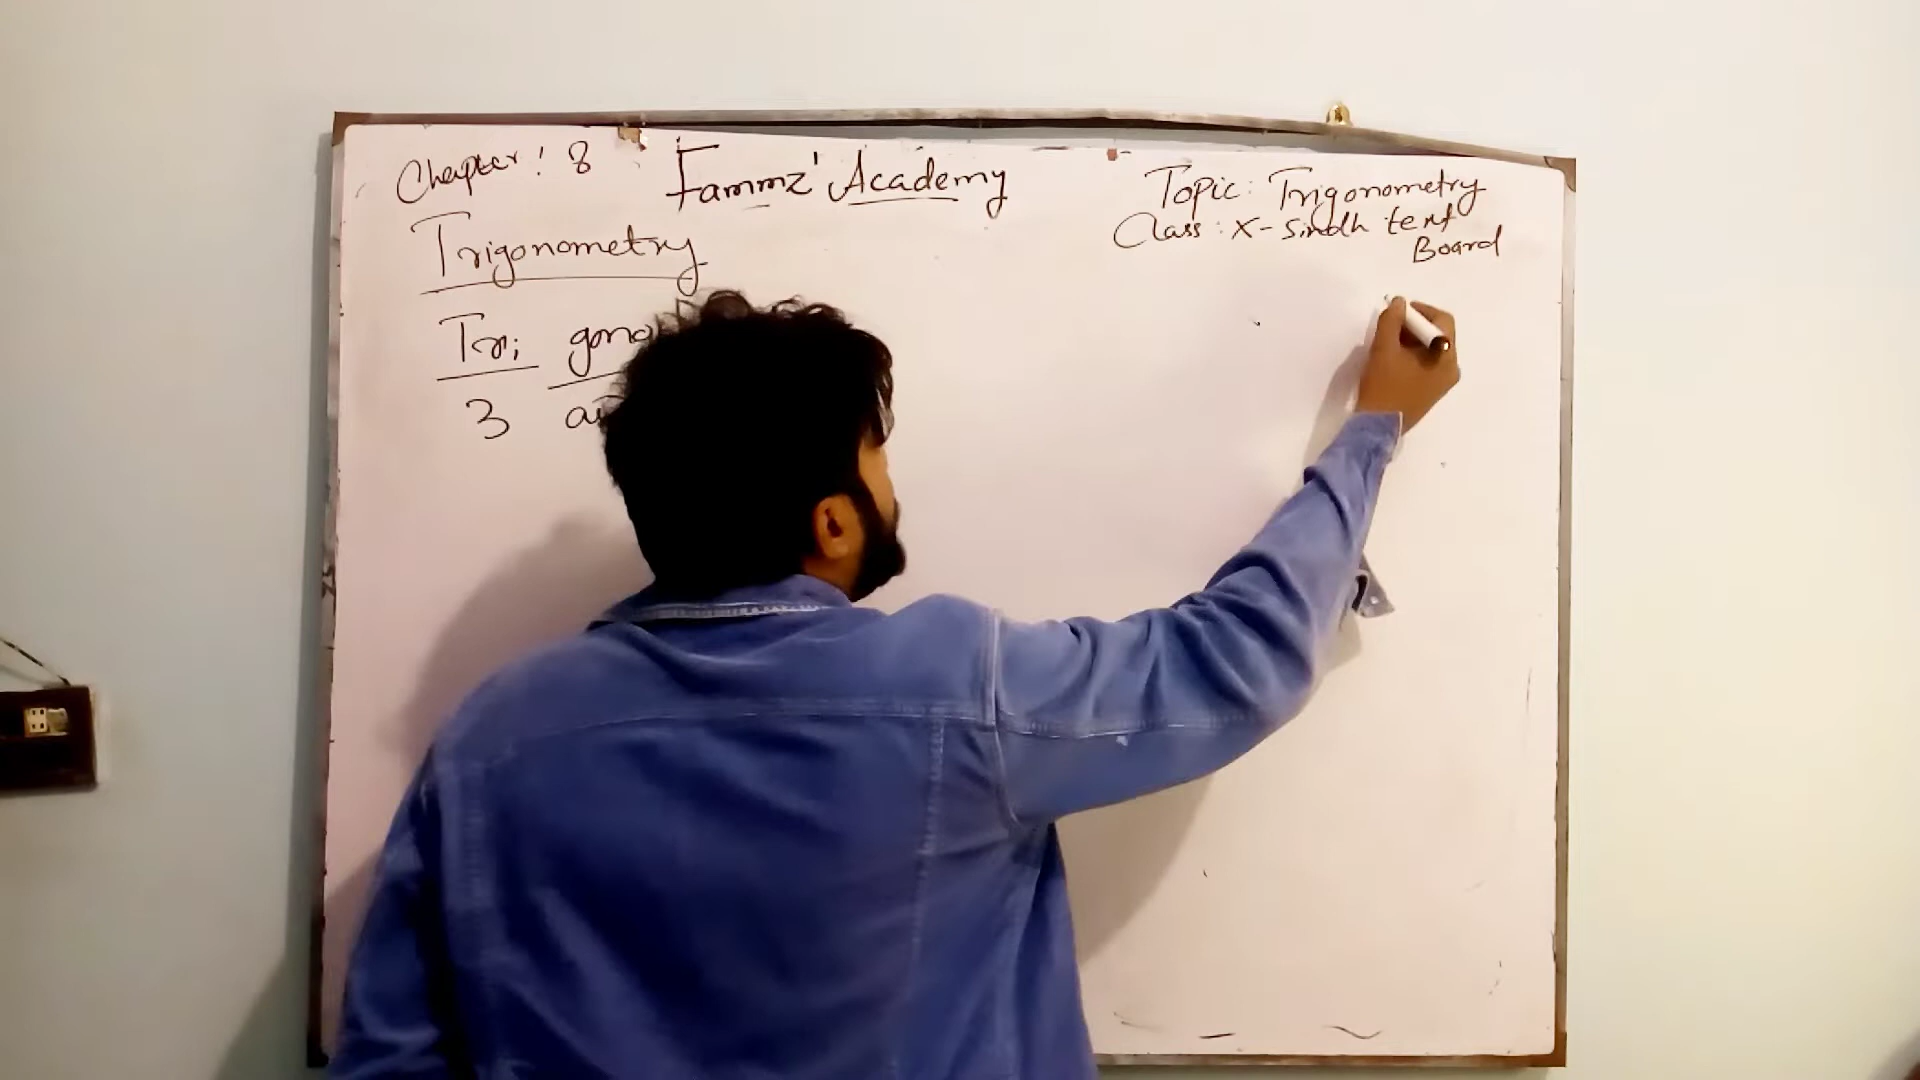 Chapter: 8
Fammz' Academy
Topic: Trigonometry
Class: X- Sindh text
Board
Trigonometry
Tri
3